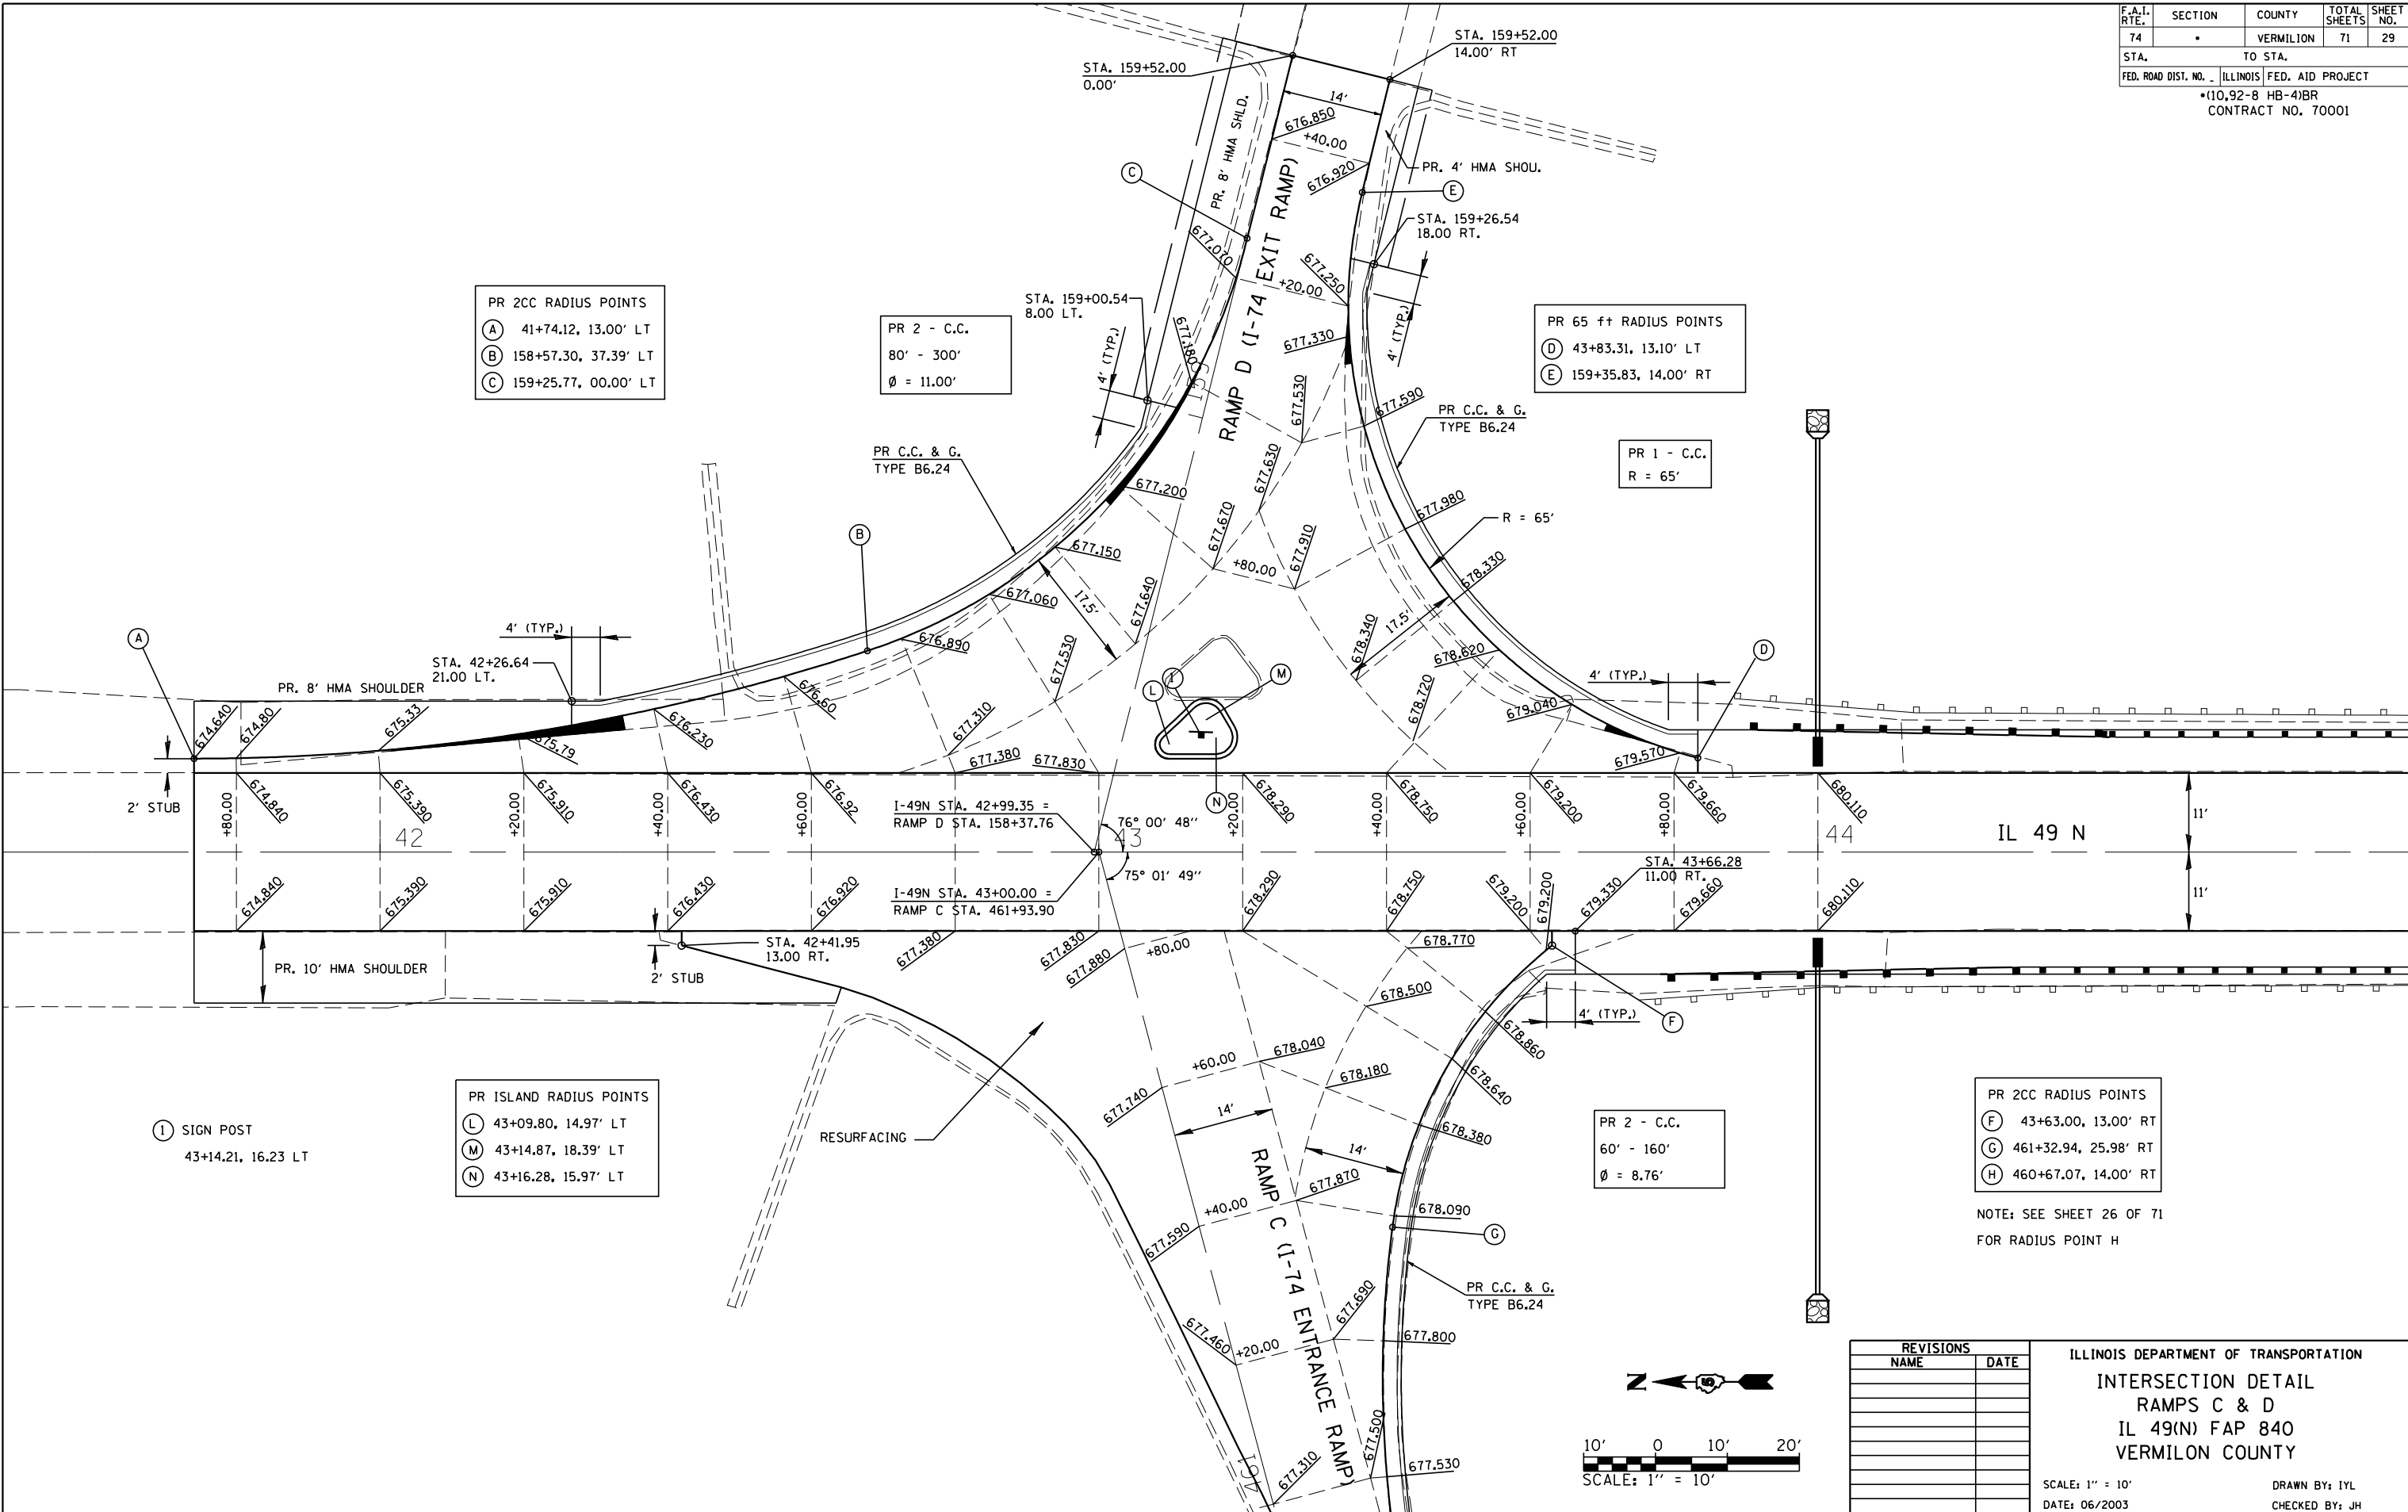 F.A.I. RTE. SECTION COUNTY TOTAL SHEETS SHEET NO.
74 • VERMILION 71 29
STA. TO STA.
FED. ROAD DIST. NO. _ ILLINOIS FED. AID PROJECT
•(10,92-8 HB-4)BR
CONTRACT NO. 70001
STA. 159+52.00
0.00'
STA. 159+52.00
14.00' RT
14'
676.850
+40.00
676.920
PR. 8' HMA SHLD.
PR. 4' HMA SHOU.
C
E
STA. 159+26.54
18.00 RT.
677.070
677.250
+20.00
677.180
677.330
4' (TYP.)
RAMP D (I-74 EXIT RAMP)
159
STA. 159+00.54
8.00 LT.
4' (TYP.)
PR 2CC RADIUS POINTS
A 41+74.12, 13.00' LT
B 158+57.30, 37.39' LT
C 159+25.77, 00.00' LT
PR 2 - C.C.
80' - 300'
Ø = 11.00'
PR 65 ft RADIUS POINTS
D 43+83.31, 13.10' LT
E 159+35.83, 14.00' RT
677.530
677.590
PR C.C. & G.
TYPE B6.24
PR 1 - C.C.
R = 65'
PR C.C. & G.
TYPE B6.24
677.200
677.630
677.670
677.980
R = 65'
677.910
+80.00
B
677.150
678.330
677.060
17.5'
677.640
17.5'
678.340
A
4' (TYP.)
676.890
677.530
678.620
D
STA. 42+26.64
21.00 LT.
4' (TYP.)
PR. 8' HMA SHOULDER
676.60
L
1
M
678.720
679.040
674.640
674.80
675.33
675.79
676.230
677.310
677.380
677.830
679.570
2' STUB
+80.00
674.840
675.390
+20.00
675.910
+40.00
676.430
+60.00
676.92
N
+20.00
678.290
+40.00
678.750
+60.00
679.200
+80.00
679.660
680.110
11'
42
I-49N STA. 42+99.35 =
RAMP D STA. 158+37.76
76° 00' 48''
43
44
IL 49 N
75° 01' 49''
I-49N STA. 43+00.00 =
RAMP C STA. 461+93.90
STA. 43+66.28
11.00 RT.
11'
674.840
675.390
675.910
676.430
676.920
678.290
678.750
679.200
679.200
679.330
679.660
680.110
STA. 42+41.95
13.00 RT.
2' STUB
PR. 10' HMA SHOULDER
677.380
677.830
677.880
+80.00
678.770
678.500
4' (TYP.)
F
678.860
+60.00
678.040
678.180
678.640
677.740
14'
678.380
14'
RESURFACING
1 SIGN POST
43+14.21, 16.23 LT
PR ISLAND RADIUS POINTS
L 43+09.80, 14.97' LT
M 43+14.87, 18.39' LT
N 43+16.28, 15.97' LT
PR 2 - C.C.
60' - 160'
Ø = 8.76'
PR 2CC RADIUS POINTS
F 43+63.00, 13.00' RT
G 461+32.94, 25.98' RT
H 460+67.07, 14.00' RT
NOTE: SEE SHEET 26 OF 71
FOR RADIUS POINT H
+40.00
677.870
678.090
677.590
G
RAMP C (I-74 ENTRANCE RAMP)
PR C.C. & G.
TYPE B6.24
677.690
677.460
+20.00
677.800
677.500
677.530
677.310
461
N
10' 0 10' 20'
SCALE: 1'' = 10'
REVISIONS
NAME DATE
ILLINOIS DEPARTMENT OF TRANSPORTATION
INTERSECTION DETAIL
RAMPS C & D
IL 49(N) FAP 840
VERMILON COUNTY
SCALE: 1'' = 10' DRAWN BY: IYL
DATE: 06/2003 CHECKED BY: JH